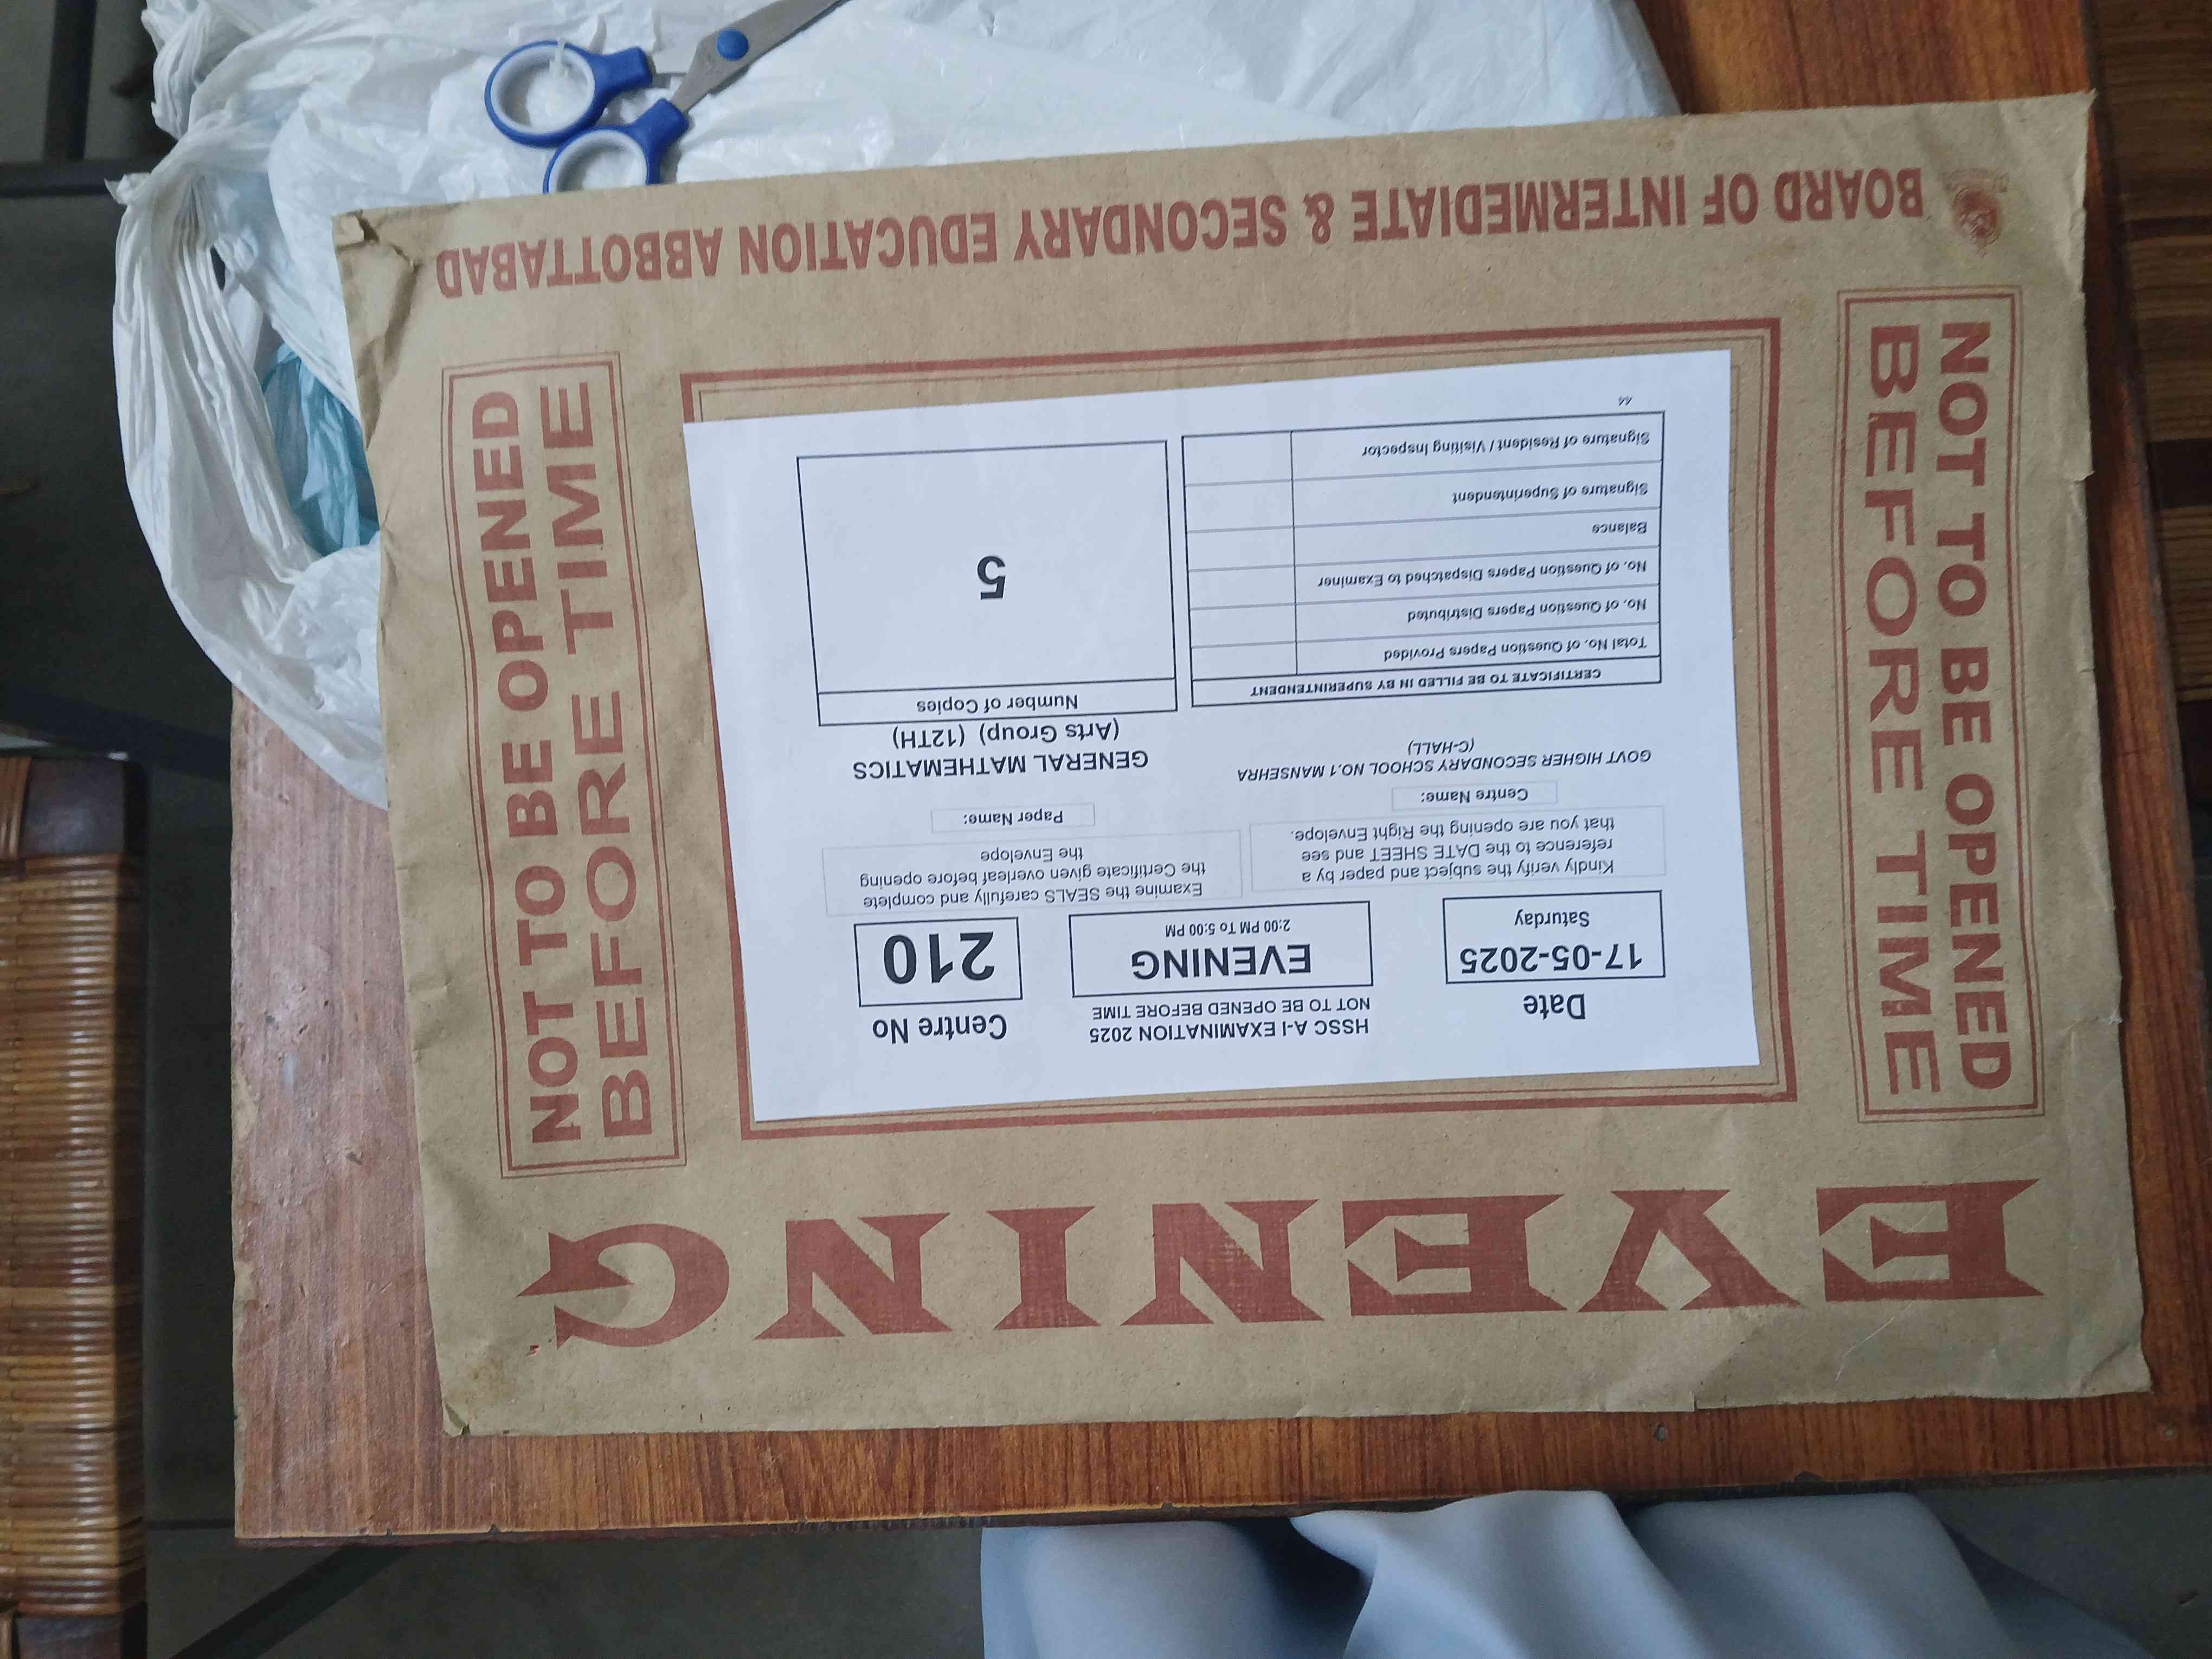 BOARD OF INTERMEDIATE & SECONDARY EDUCATION ABBOTTABAD
NOT TO BE OPENED
BEFORE TIME
NOT TO BE OPENED
BEFORE TIME
Date
17-05-2025
Saturday
HSSC A-I EXAMINATION 2025
NOT TO BE OPENED BEFORE TIME
EVENING
2:00 PM To 5:00 PM
Centre No
210
Kindly verify the subject and paper by a
reference to the DATE SHEET and see
that you are opening the Right Envelope.
Examine the SEALS carefully and complete
the Certificate given overleaf before opening
the Envelope
Centre Name:
GOVT HIGHER SECONDARY SCHOOL NO.1 MANSEHRA
(C-HALL)
Paper Name:
GENERAL MATHEMATICS
(Arts Group) (12TH)
CERTIFICATE TO BE FILLED IN BY SUPERINTENDENT
Total No. of Question Papers Provided
No. of Question Papers Distributed
No. of Question Papers Dispatched to Examiner
Balance
Signature of Superintendent
Signature of Resident / Visiting Inspector
Number of Copies
5
EVENING